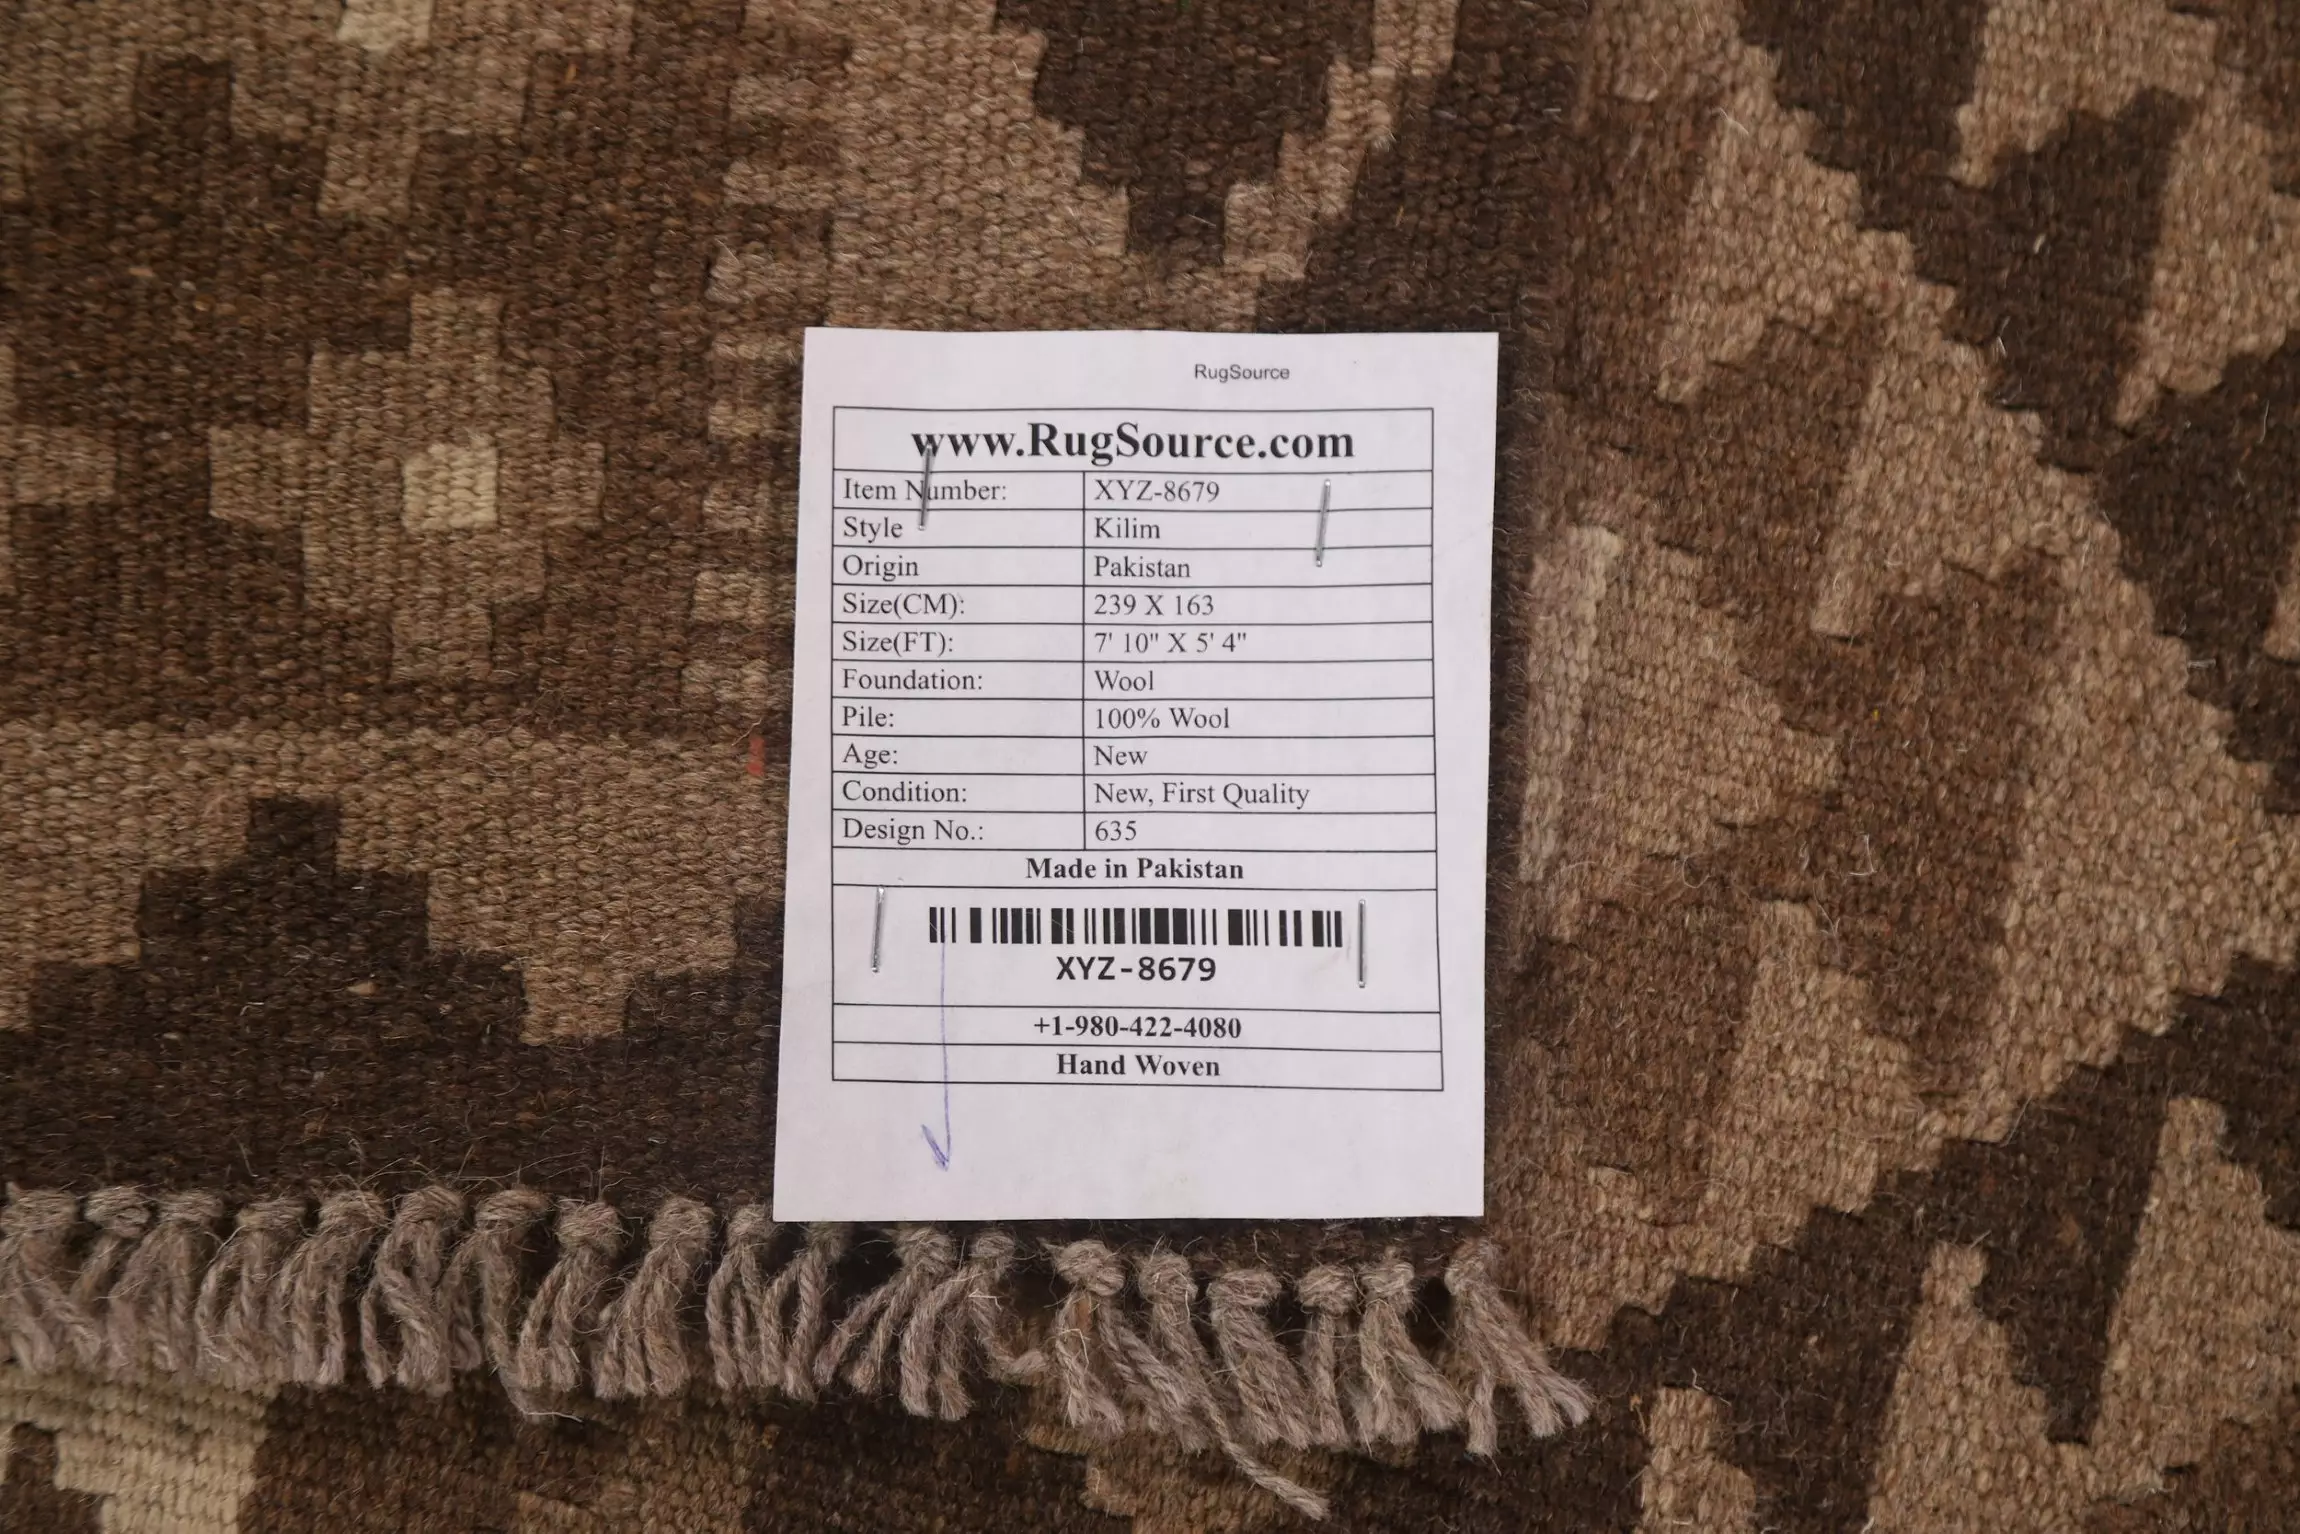 RugSource
www.RugSource.com
Item Number: XYZ-8679
Style Kilim
Origin Pakistan
Size(CM): 239 X 163
Size(FT): 7' 10" X 5' 4"
Foundation: Wool
Pile: 100% Wool
Age: New
Condition: New, First Quality
Design No.: 635
Made in Pakistan
XYZ-8679
+1-980-422-4080
Hand Woven